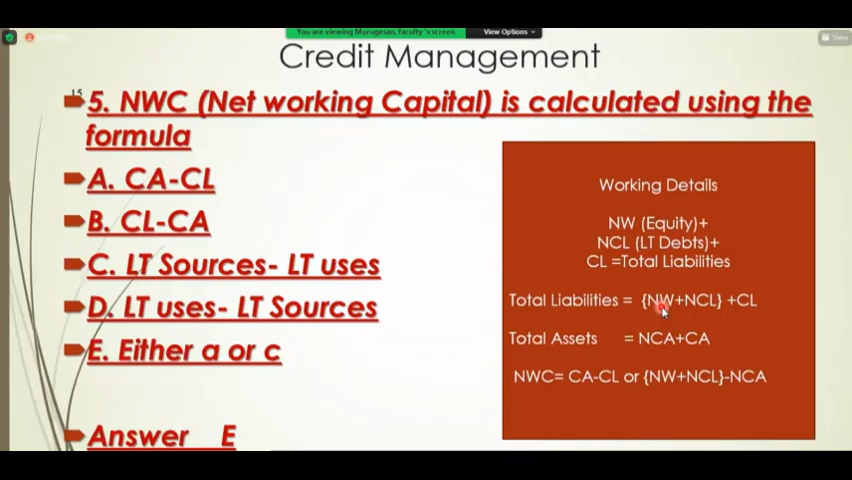 You are viewing Murugesan, faculty 's screen
View Options
View
Credit Management
15
5. NWC (Net working Capital) is calculated using the
formula
A. CA-CL
B. CL-CA
C. LT Sources- LT uses
D. LT uses- LT Sources
E. Either a or c
Answer E
Working Details
NW (Equity)+
NCL (LT Debts)+
CL =Total Liabilities
Total Liabilities = {NW+NCL} +CL
Total Assets = NCA+CA
NWC= CA-CL or {NW+NCL}-NCA